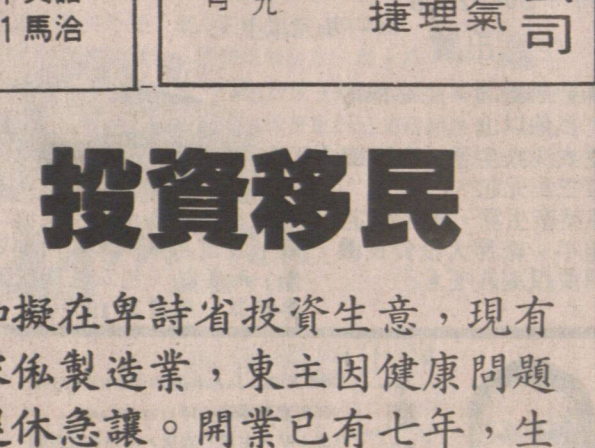 1馬洽
司
氣
理
捷
投資移民
擬在卑詩省投資生意，現有
俬製造業，東主因健康問題
休急讓。開業已有七年，生